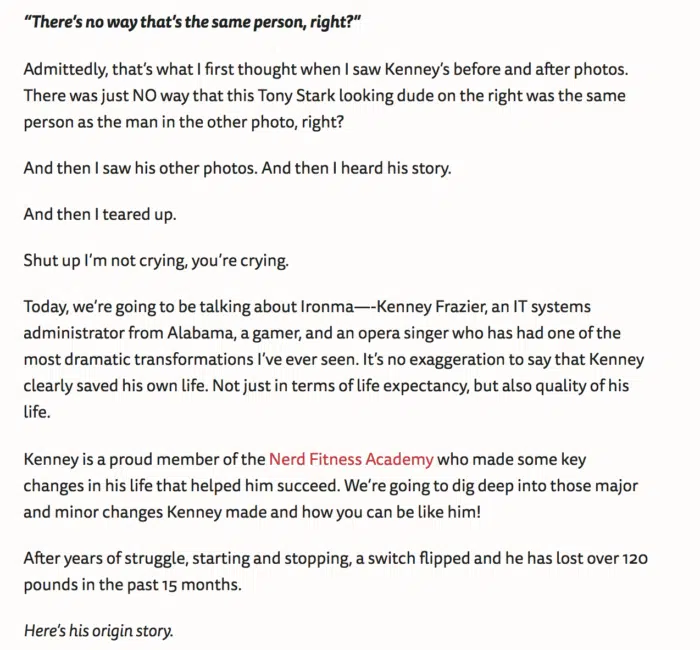 “There’s no way that’s the same person, right?”
Admittedly, that’s what I first thought when I saw Kenney’s before and after photos.
There was just NO way that this Tony Stark looking dude on the right was the same
person as the man in the other photo, right?
And then I saw his other photos. And then I heard his story.
And then I teared up.
Shut up I’m not crying, you’re crying.
Today, we’re going to be talking about Ironma—-Kenney Frazier, an IT systems
administrator from Alabama, a gamer, and an opera singer who has had one of the
most dramatic transformations I’ve ever seen. It’s no exaggeration to say that Kenney
clearly saved his own life. Not just in terms of life expectancy, but also quality of his
life.
Kenney is a proud member of the Nerd Fitness Academy who made some key
changes in his life that helped him succeed. We’re going to dig deep into those major
and minor changes Kenney made and how you can be like him!
After years of struggle, starting and stopping, a switch flipped and he has lost over 120
pounds in the past 15 months.
Here’s his origin story.